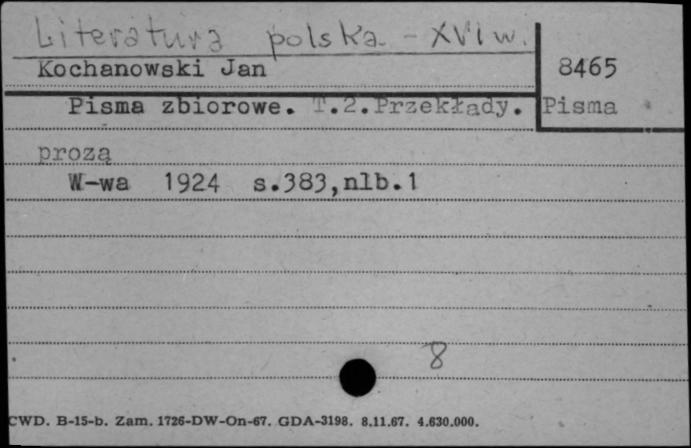 Literatura polska - XVI w.
Kochanowski Jan 8465
Pisma zbiorowe. T.2.Przekłady. Pisma
prozą
W-wa 1924 s.383,nlb.1
8
CWD. B-15-b. Zam. 1726-DW-On-67. GDA-3198. 8.11.67. 4.630.000.